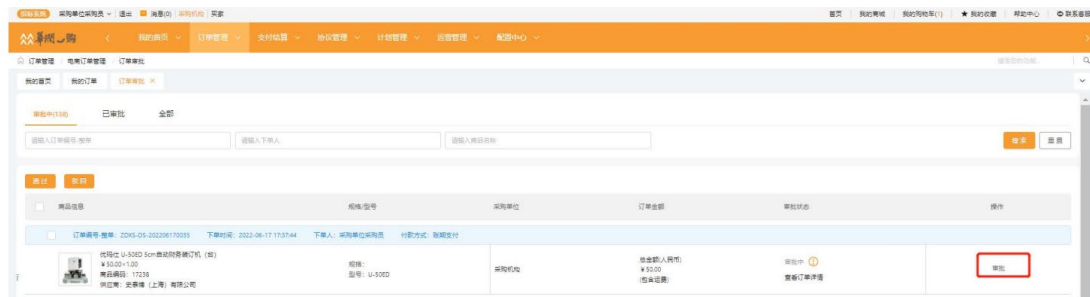 招标系统 采购单位采购员 退出 消息(0) 采购机构 买家 首页 我的商城 我的购物车(1) ★ 我的收藏 帮助中心 联系客服
我的首页 订单管理 交付结算 协议管理 计划管理 运营管理 配置中心
订单管理 电商订单管理 订单审批
我的首页 我的订单 订单审批 ×
审批中(138) 已审批 全部
请输入订单编号-整单 请输入下单人 请输入商品名称 搜索 重置
通过 驳回
商品信息 规格/型号 采购单位 订单金额 审批状态 操作
订单编号-整单: ZDXS-DS-202206170035 下单时间: 2022-06-17 17:37:44 下单人: 采购单位采购员 付款方式: 账期支付
优玛仕 U-50ED 5cm自动财务装订机 (台)
¥50.00×1.00
商品编码: 17238
供应商: 史泰博 (上海) 有限公司
规格:
型号: U-50ED
采购机构
总金额(人民币)
¥50.00
(包含运费)
审批中
查看订单详情
审批